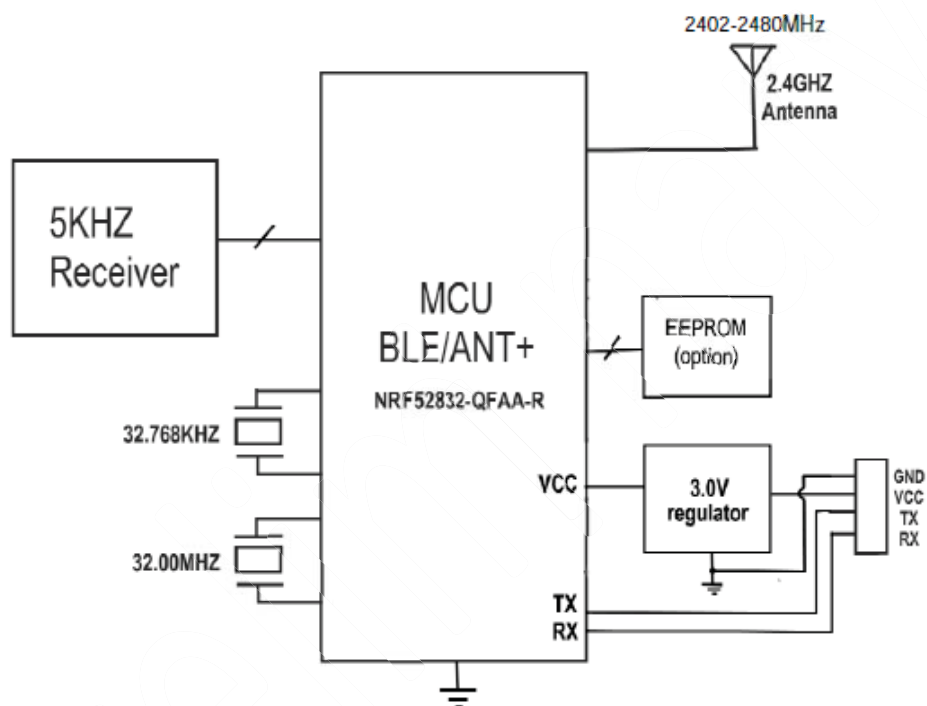 2402-2480MHz
2.4GHZ
Antenna
5KHZ
Receiver
MCU
BLE/ANT+
NRF52832-QFAA-R
EEPROM
(option)
32.768KHZ
VCC
3.0V
regulator
GND
VCC
TX
RX
32.00MHZ
TX
RX